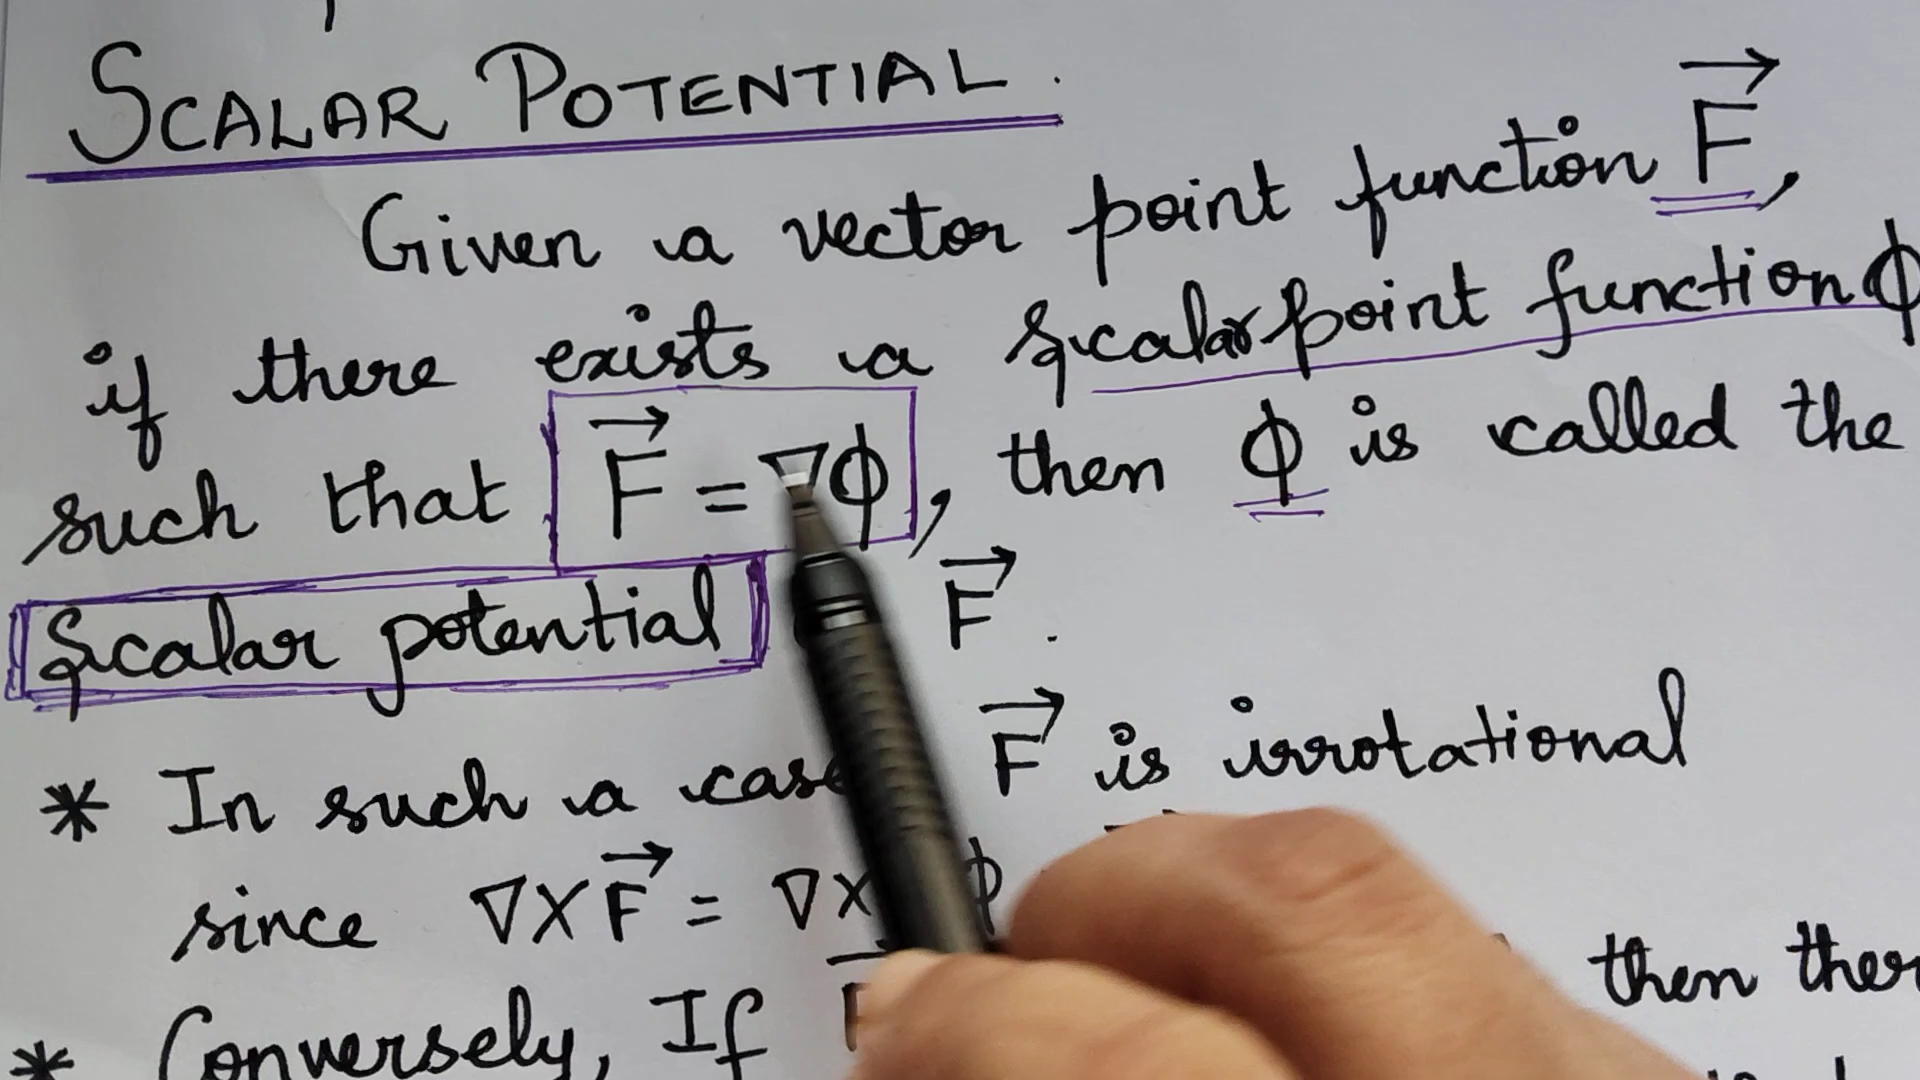 SCALAR POTENTIAL.
Given a vector point function F⃗,
if there exists a scalar point function ϕ
such that F⃗ = ∇ϕ, then ϕ is called the
Scalar potential F⃗.
* In such a case F⃗ is irrotational
since ∇×F⃗ = ∇× ϕ
* Conversely, If then